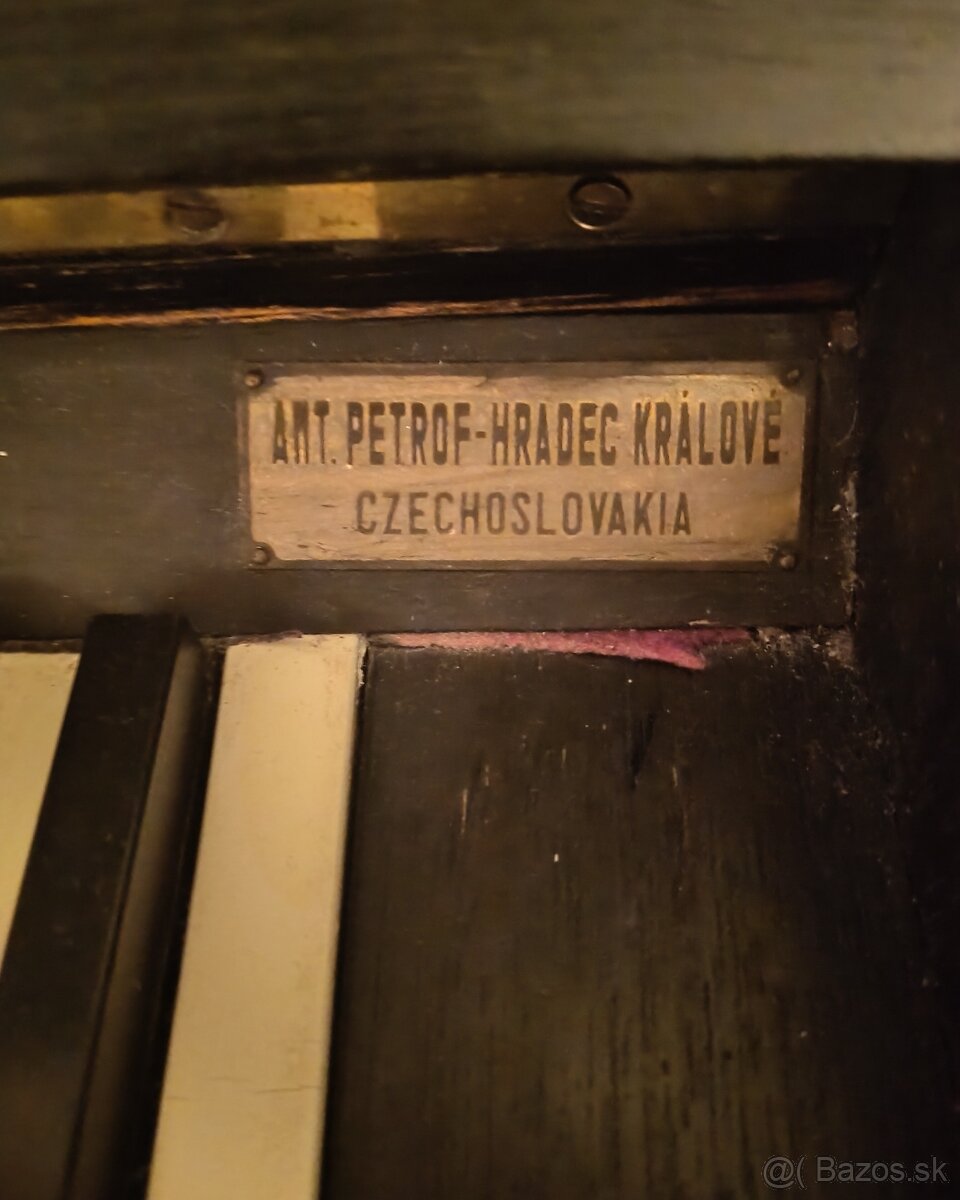 ANT. PETROF-HRADEC KRÁLOVÉ
CZECHOSLOVAKIA
@( Bazos.sk